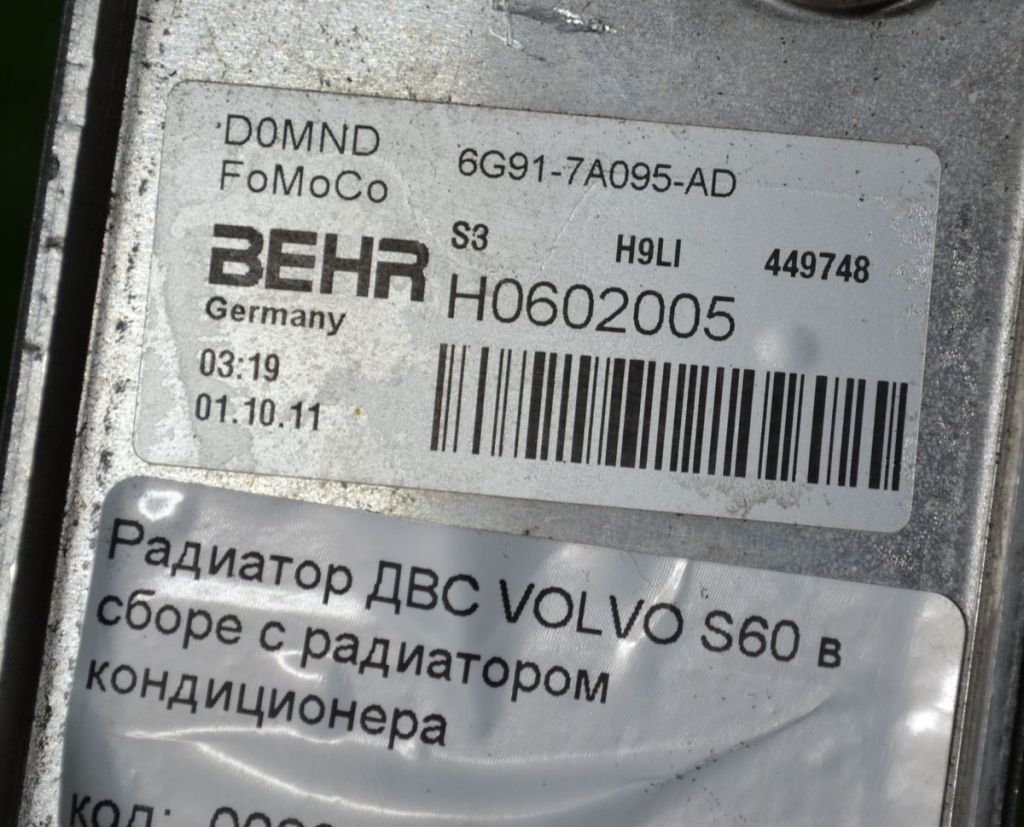 D0MND
FoMoCo
6G91-7A095-AD
BEHR
Germany
S3 H9LI 449748
H0602005
03:19
01.10.11
Радиатор ДВС VOLVO S60 в
сборе с радиатором
кондиционера
код: